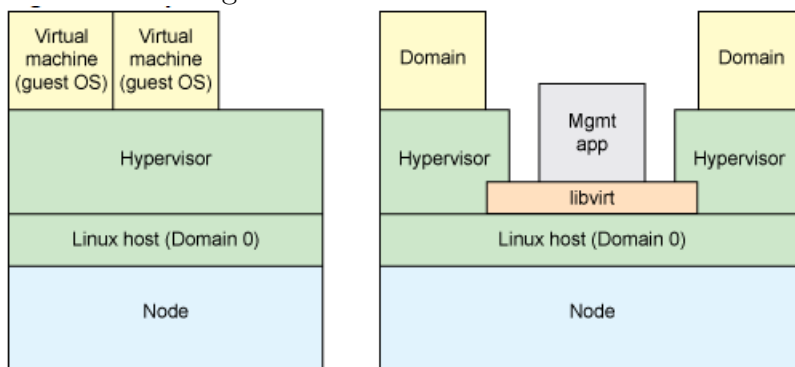 Virtual
machine
(guest OS)
Virtual
machine
(guest OS)
Hypervisor
Linux host (Domain 0)
Node
Domain
Domain
Mgmt
app
Hypervisor
Hypervisor
libvirt
Linux host (Domain 0)
Node